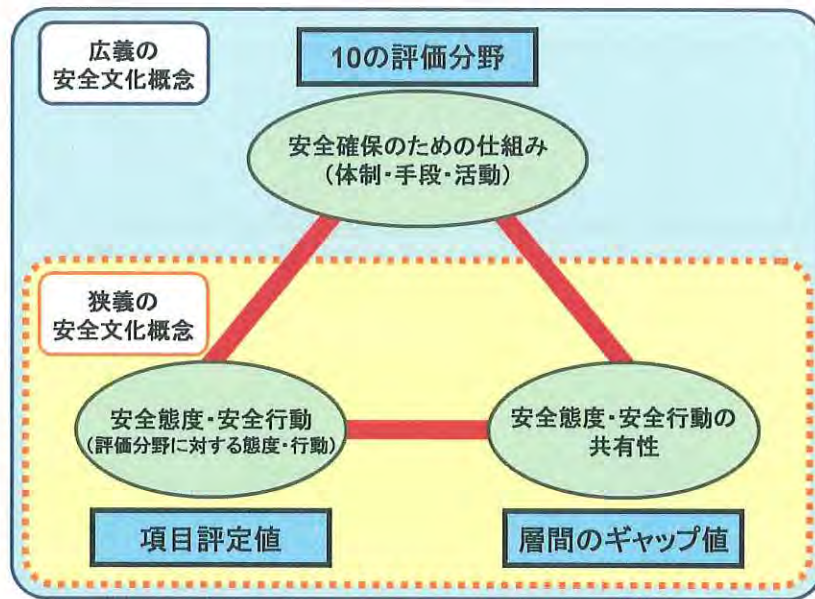 広義の
安全文化概念
10の評価分野
安全確保のための仕組み
（体制・手段・活動）
狭義の
安全文化概念
安全態度・安全行動
（評価分野に対する態度・行動）
安全態度・安全行動の
共有性
項目評定値
層間のギャップ値